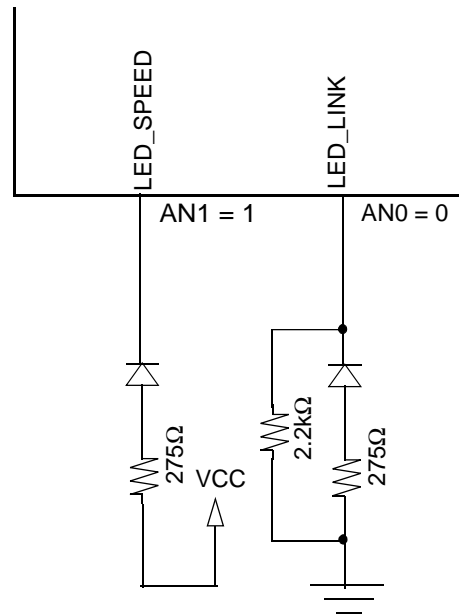 LED_SPEED
LED_LINK
AN1 = 1
AN0 = 0
275Ω
VCC
2.2kΩ
275Ω